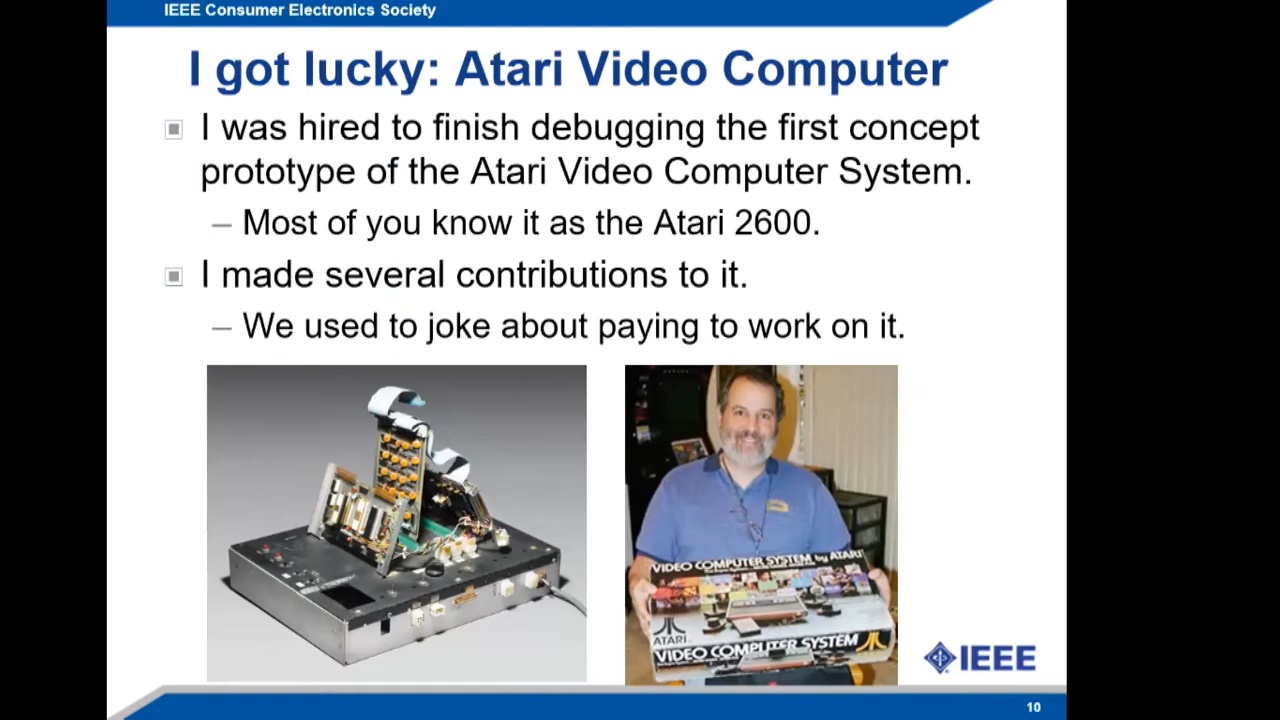 IEEE Consumer Electronics Society
I got lucky: Atari Video Computer
I was hired to finish debugging the first concept
prototype of the Atari Video Computer System.
– Most of you know it as the Atari 2600.
I made several contributions to it.
– We used to joke about paying to work on it.
VIDEO COMPUTER SYSTEM by ATARI
ATARI
VIDEO COMPUTER SYSTEM
IEEE
10